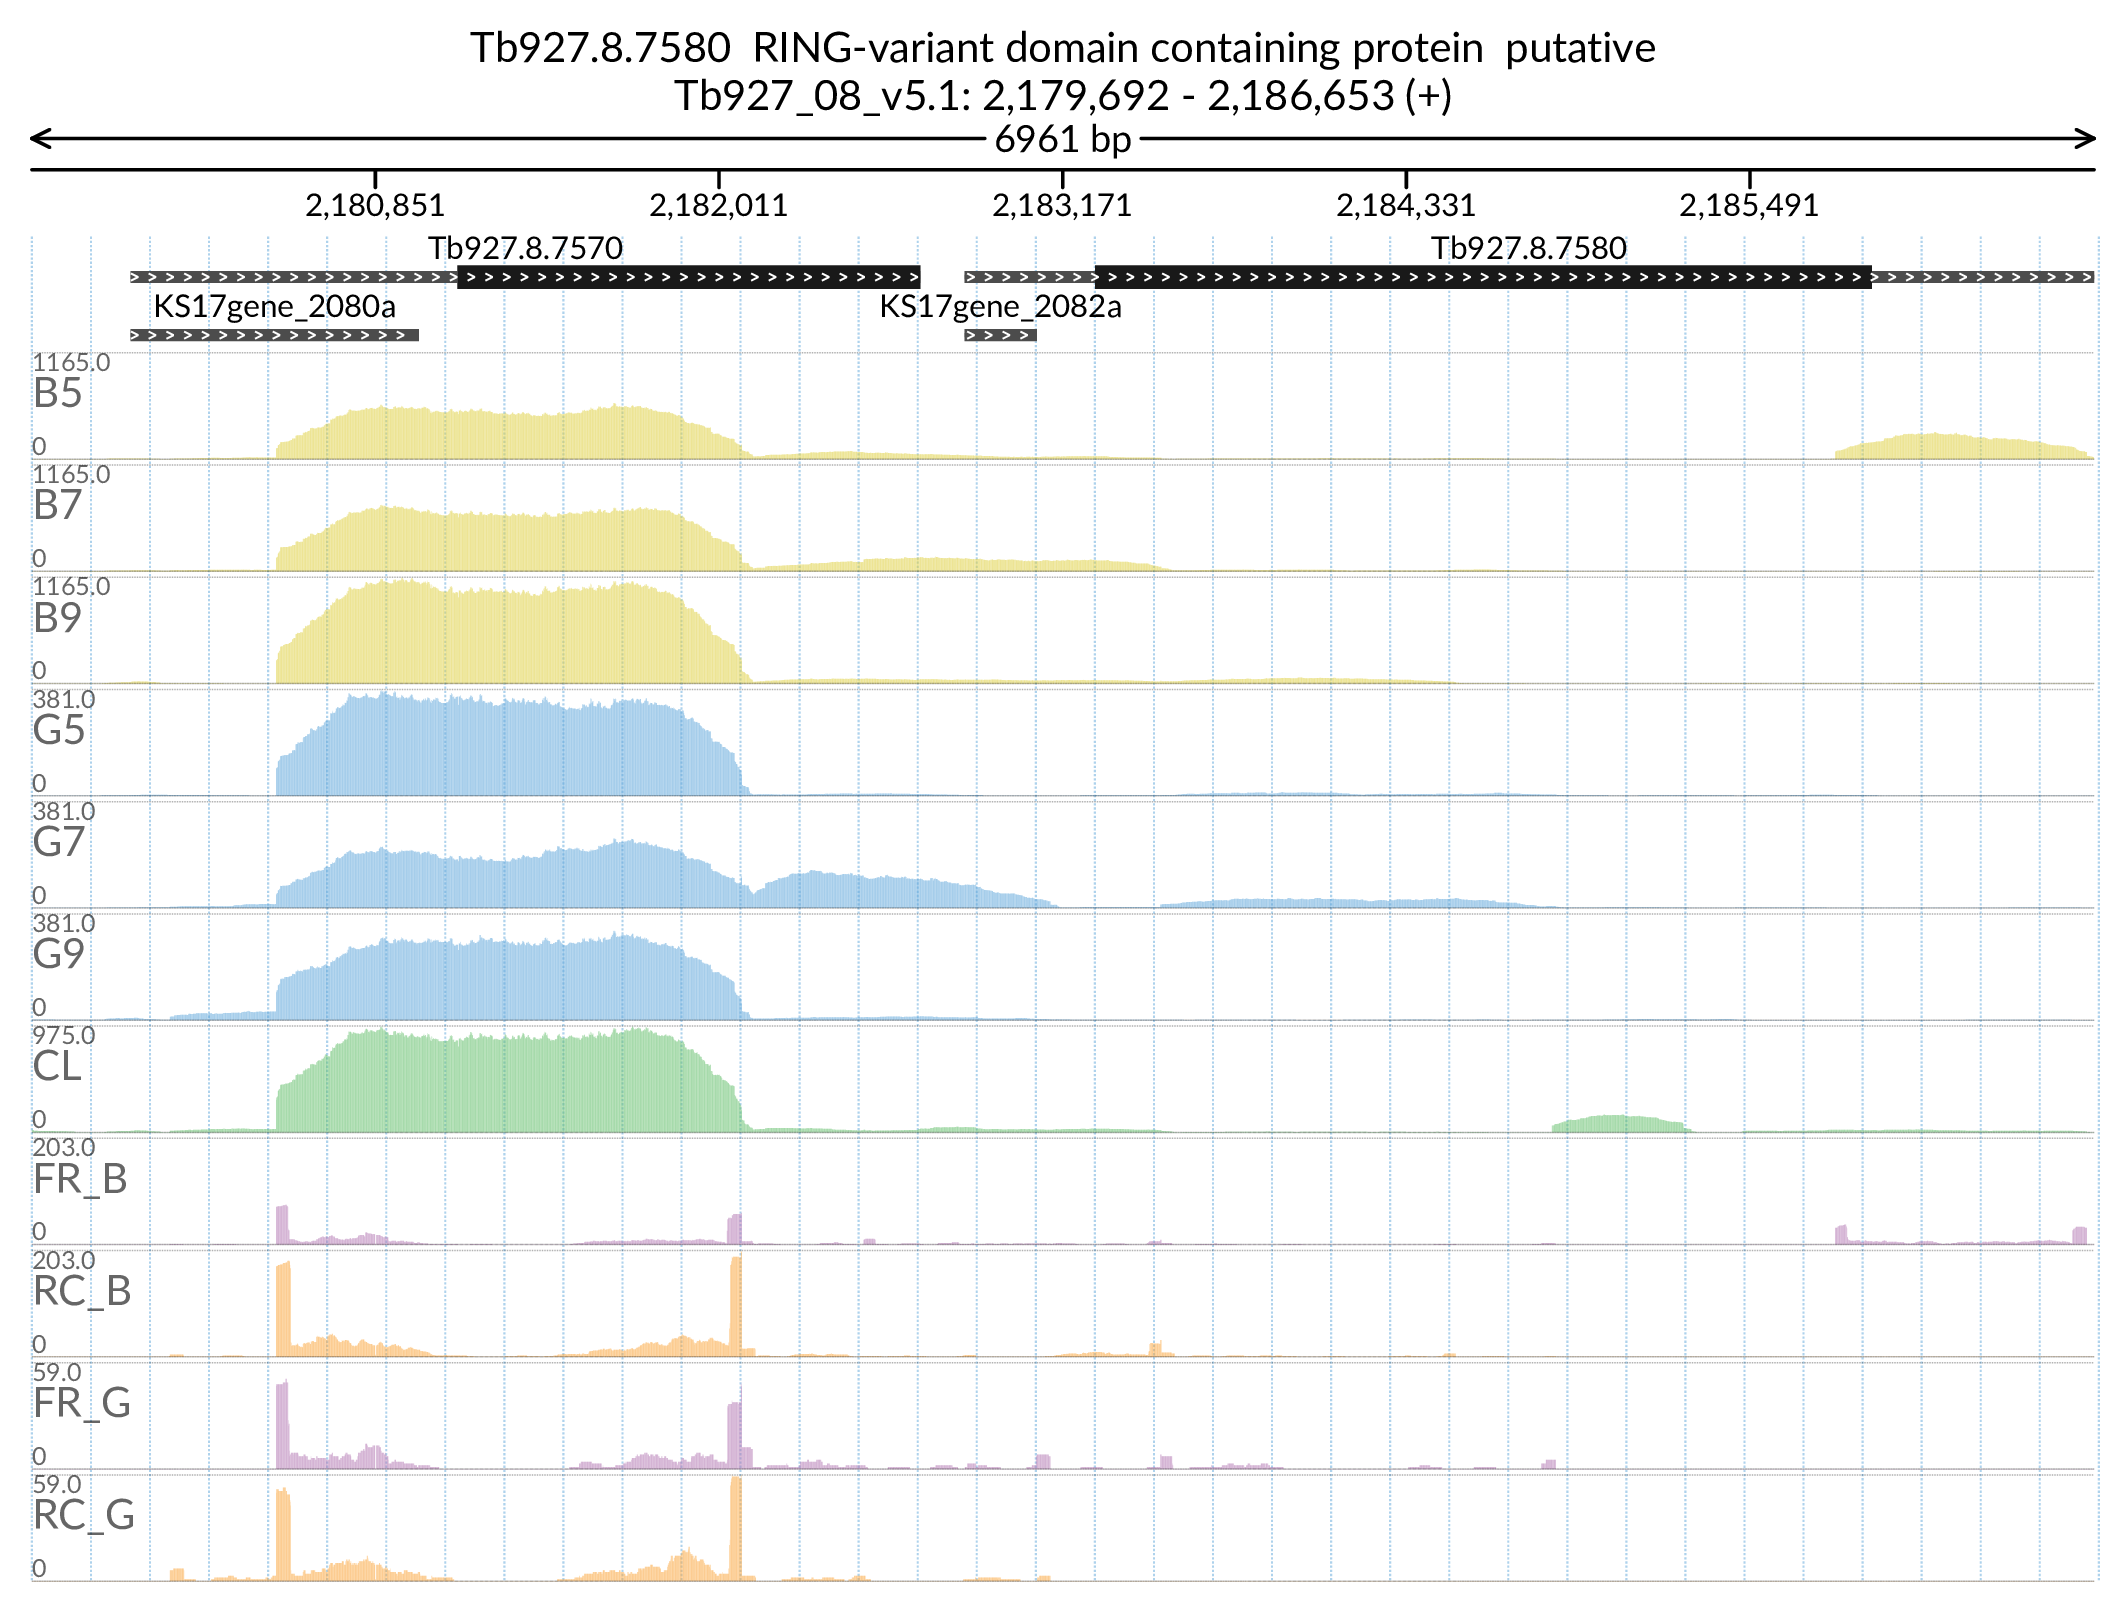 Tb927.8.7580 RING-variant domain containing protein putative
Tb927_08_v5.1: 2,179,692 - 2,186,653 (+)
6961 bp
2,180,851 2,182,011 2,183,171 2,184,331 2,185,491
Tb927.8.7570 Tb927.8.7580
KS17gene_2080a KS17gene_2082a
1165.0
B5
0
1165.0
B7
0
1165.0
B9
0
381.0
G5
0
381.0
G7
0
381.0
G9
0
975.0
CL
0
203.0
FR_B
0
203.0
RC_B
0
59.0
FR_G
0
59.0
RC_G
0